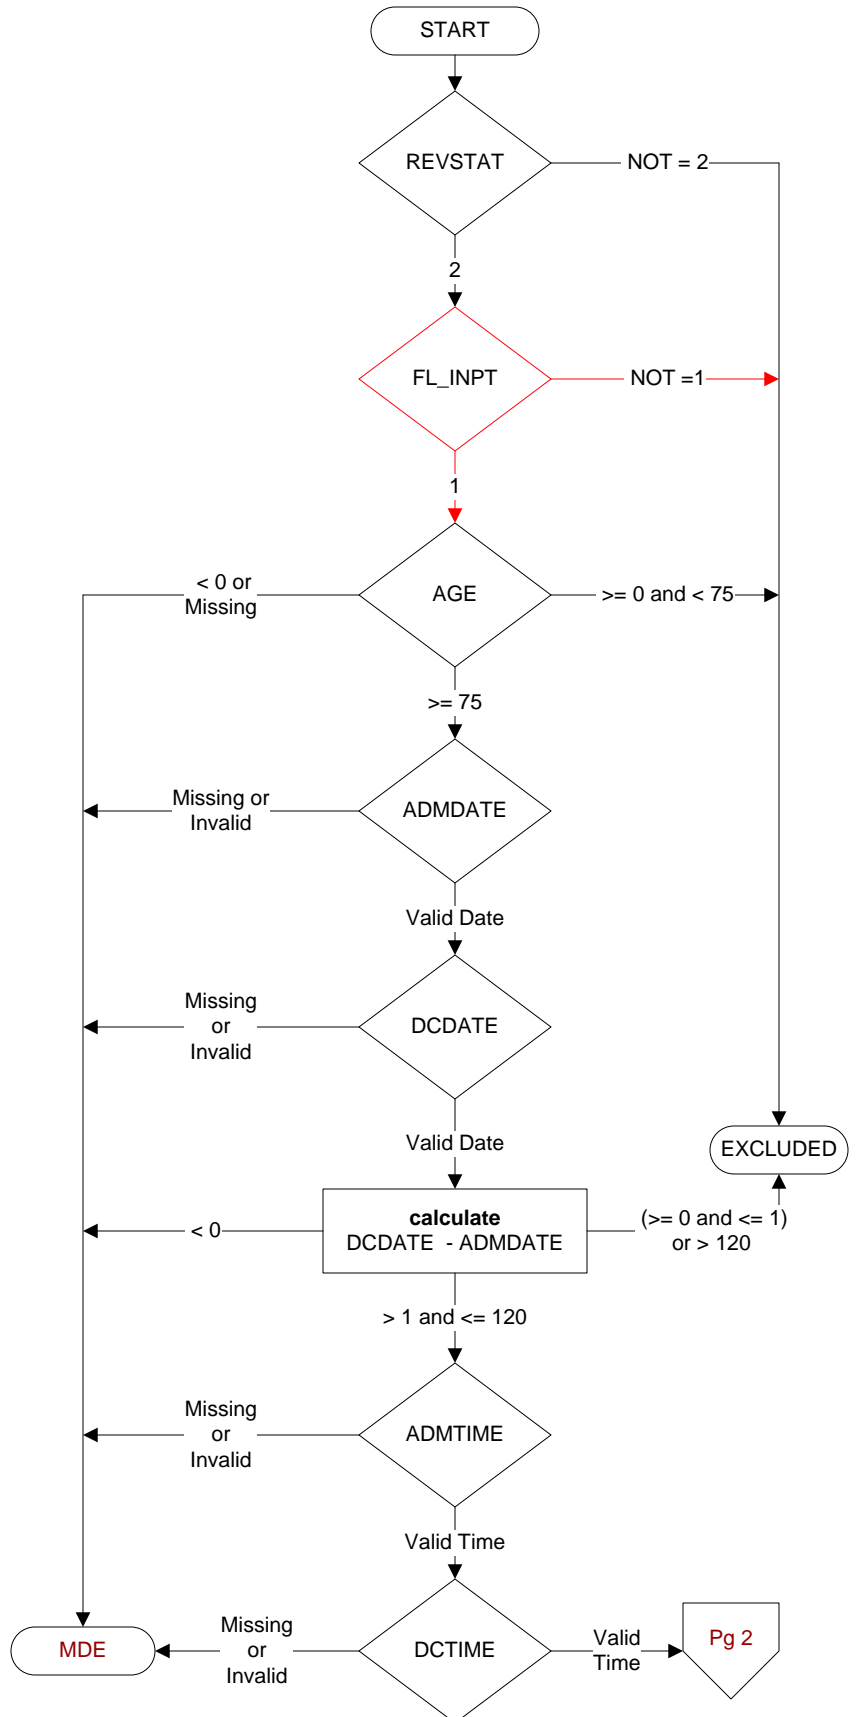 START
REVSTAT
NOT = 2
2
FL_INPT
NOT =1
1
< 0 or
Missing
AGE
>= 0 and < 75
>= 75
Missing or
Invalid
ADMDATE
Valid Date
Missing
or
Invalid
DCDATE
Valid Date
EXCLUDED
< 0
calculate
DCDATE - ADMDATE
(>= 0 and <= 1)
or > 120
> 1 and <= 120
Missing
or
Invalid
ADMTIME
Valid Time
MDE
Missing
or
Invalid
DCTIME
Valid
Time
Pg 2